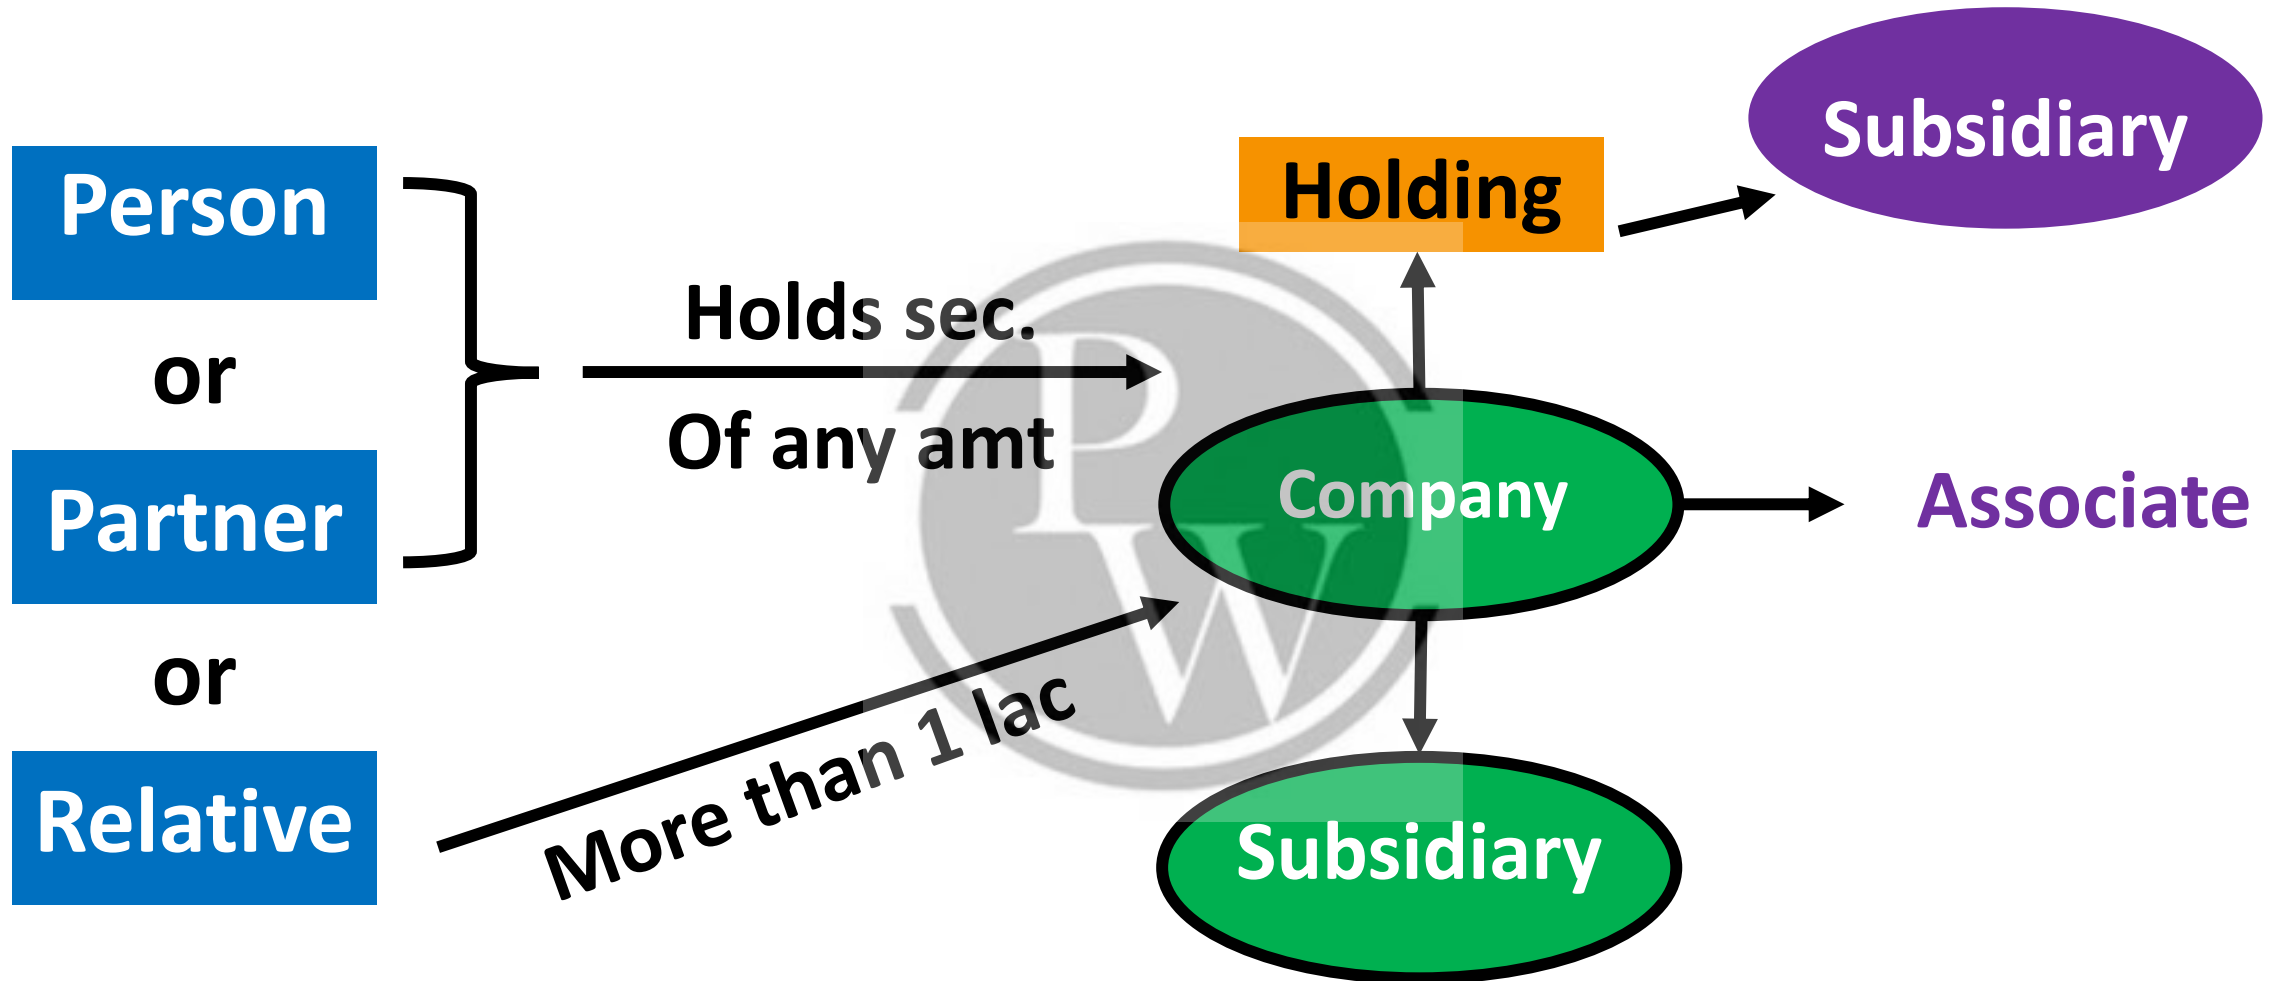 Person
or
Partner
or
Relative
Holds sec.
Of any amt
More than 1 lac
Holding
Subsidiary
Company
Associate
Subsidiary
PW